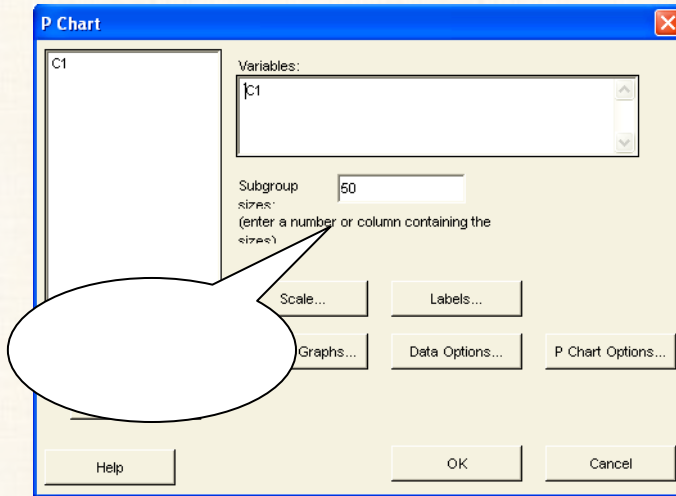 P Chart
C1
Variables:
C1
Subgroup
sizes:
50
(enter a number or column containing the
sizes)
Scale...
Labels...
Graphs...
Data Options...
P Chart Options...
Help
OK
Cancel